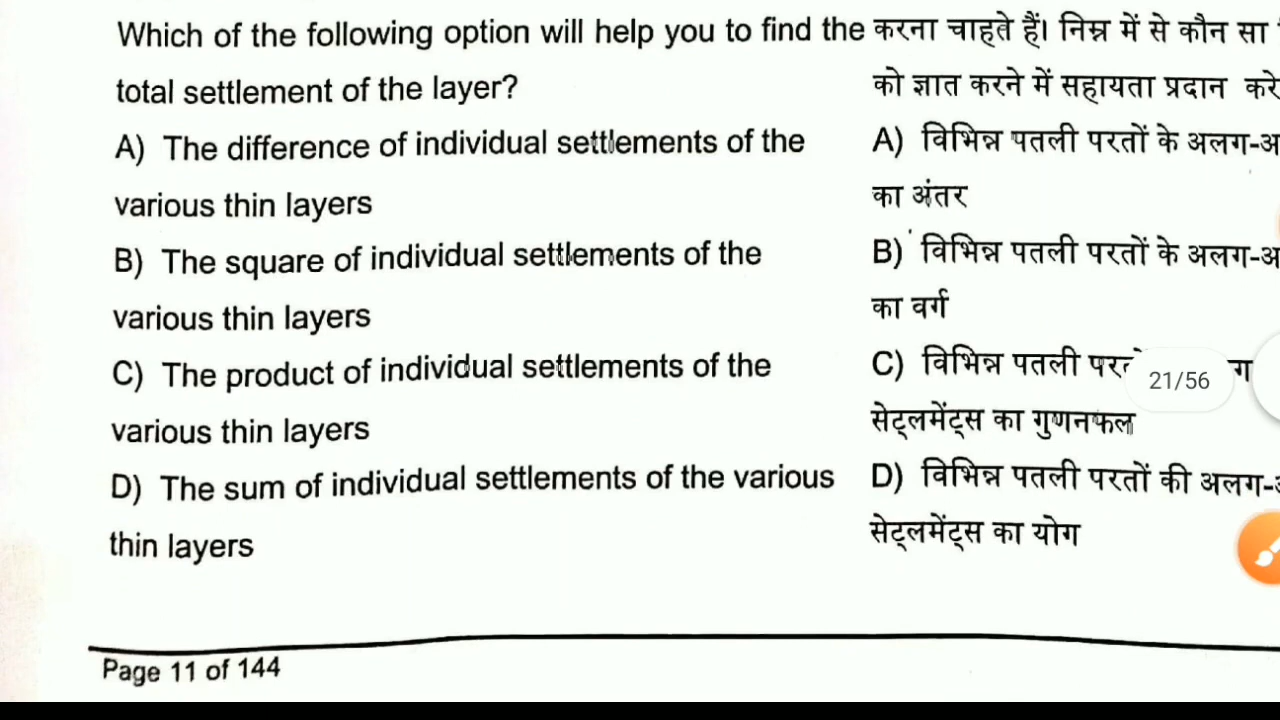 Which of the following option will help you to find the
total settlement of the layer?
A) The difference of individual settlements of the
various thin layers
B) The square of individual settlements of the
various thin layers
C) The product of individual settlements of the
various thin layers
D) The sum of individual settlements of the various
thin layers
करना चाहते हैं। निम्न में से कौन सा
को ज्ञात करने में सहायता प्रदान करे
A) विभिन्न पतली परतों के अलग-अ
का अंतर
B) विभिन्न पतली परतों के अलग-अ
का वर्ग
C) विभिन्न पतली
सेट्लमेंट्स का गुणनफल
D) विभिन्न पतली परतों की अलग-
सेट्लमेंट्स का योग
21/56
Page 11 of 144